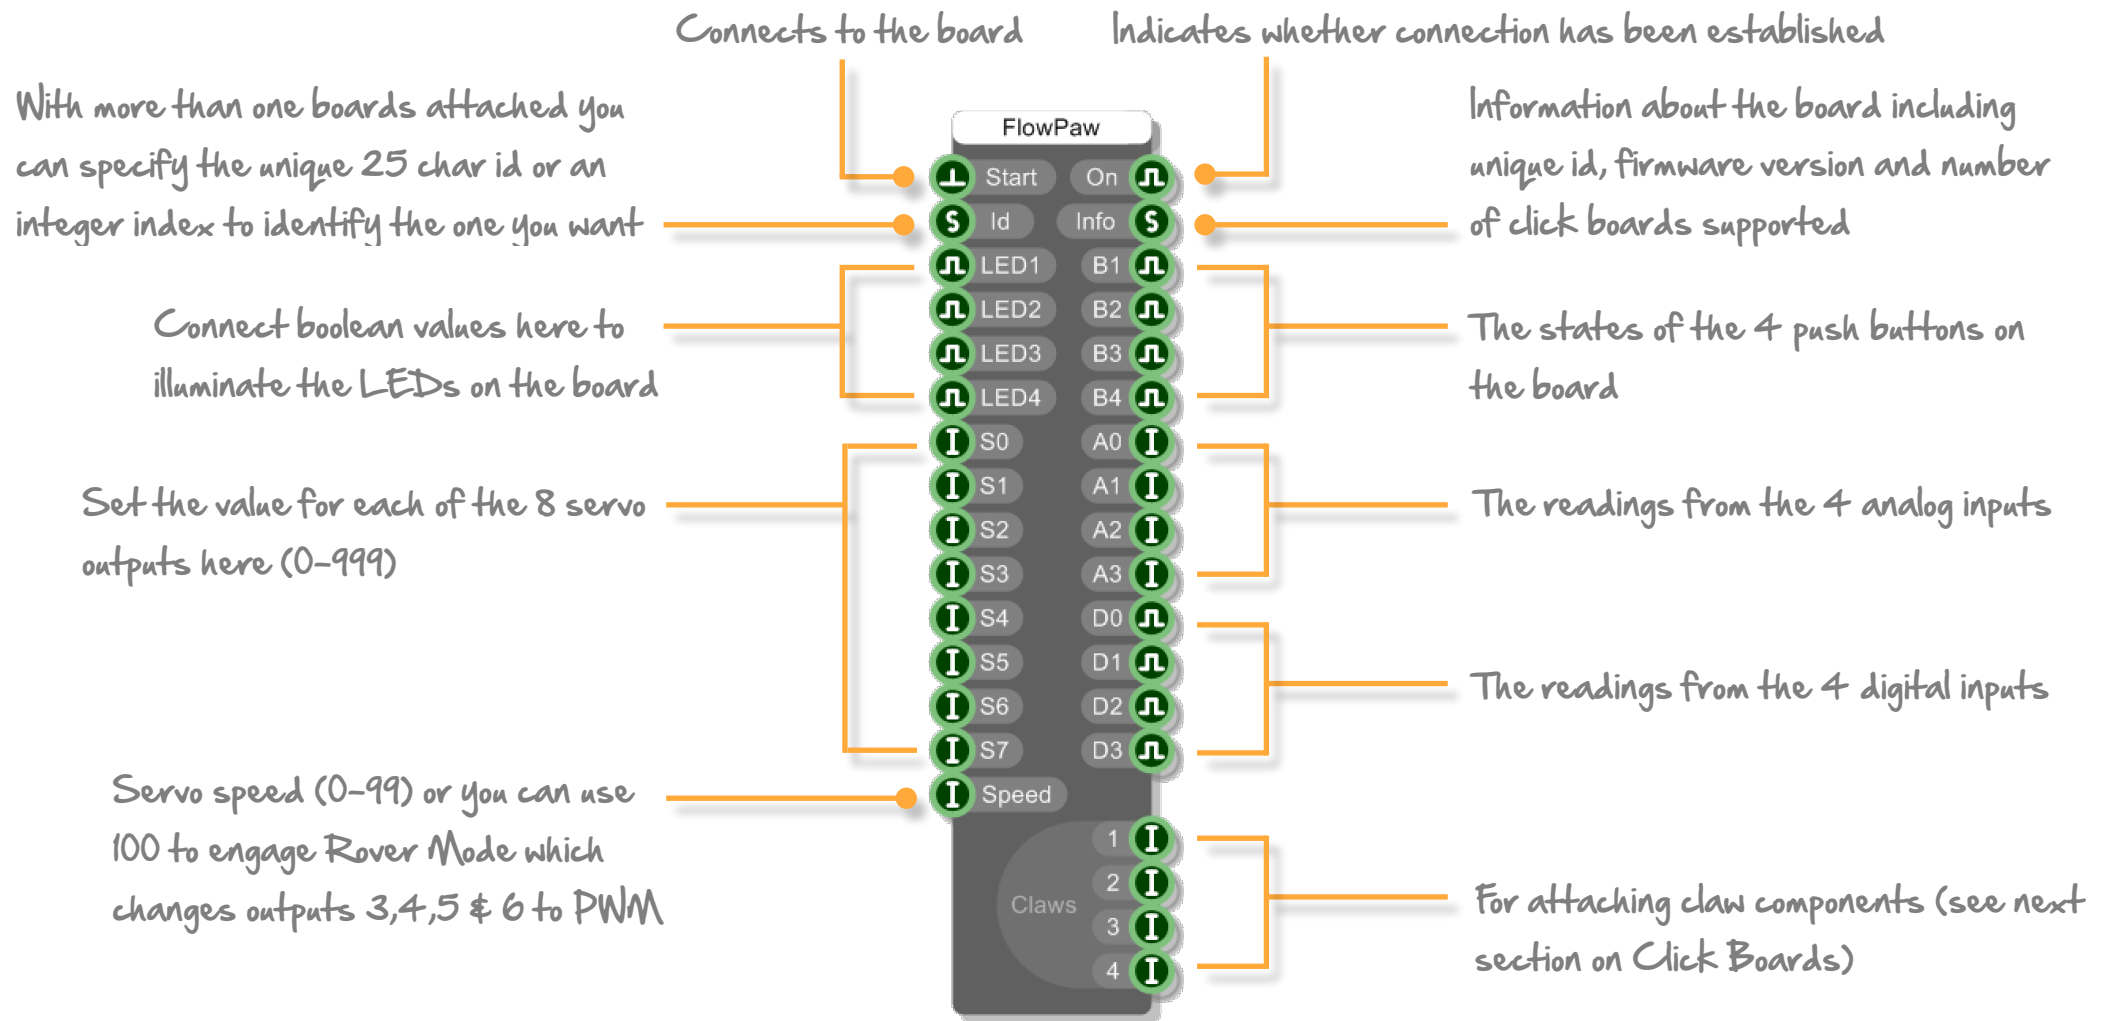 Connects to the board
Indicates whether connection has been established
With more than one boards attached you
can specify the unique 25 char id or an
integer index to identify the one you want
Connect boolean values here to
illuminate the LEDs on the board
Set the value for each of the 8 servo
outputs here (0-999)
Servo speed (0-99) or you can use
100 to engage Rover Mode which
changes outputs 3,4,5 & 6 to PWM
FlowPaw
Start On
Id Info
LED1 B1
LED2 B2
LED3 B3
LED4 B4
S0 A0
S1 A1
S2 A2
S3 A3
S4 D0
S5 D1
S6 D2
S7 D3
Speed
1
2
Claws
3
4
Information about the board including
unique id, firmware version and number
of click boards supported
The states of the 4 push buttons on
the board
The readings from the 4 analog inputs
The readings from the 4 digital inputs
For attaching claw components (see next
section on Click Boards)